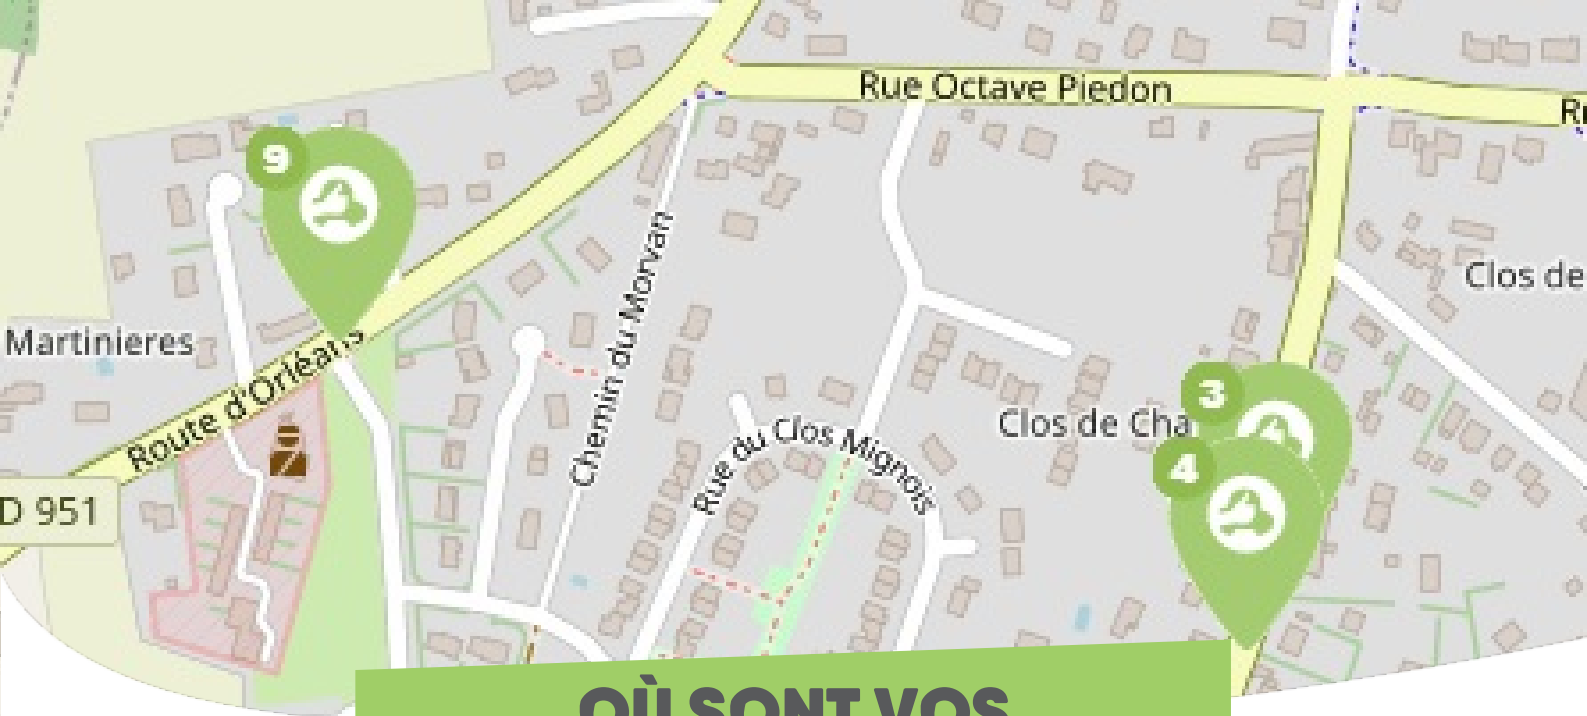 Rue Octave Piedon
9
Clos de
Martinieres
Route d'Orléans
Chemin du Morvan
3
Clos de Cha
Rue du Clos Mignois
4
D 951
OÙ SONT VOS